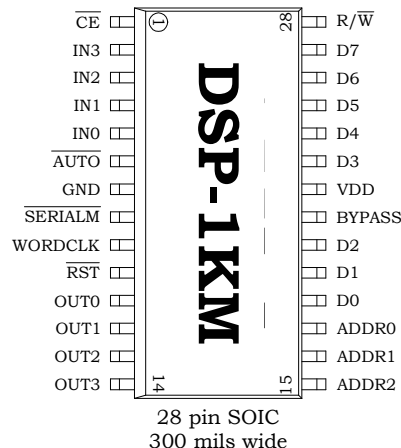 CE 1 28 R/W
IN3 D7
IN2 D6
IN1 D5
IN0 D4
AUTO D3
GND VDD
SERIALM BYPASS
WORDCLK D2
RST D1
OUT0 D0
OUT1 ADDR0
OUT2 ADDR1
OUT3 14 15 ADDR2
DSP-1KM
28 pin SOIC
300 mils wide